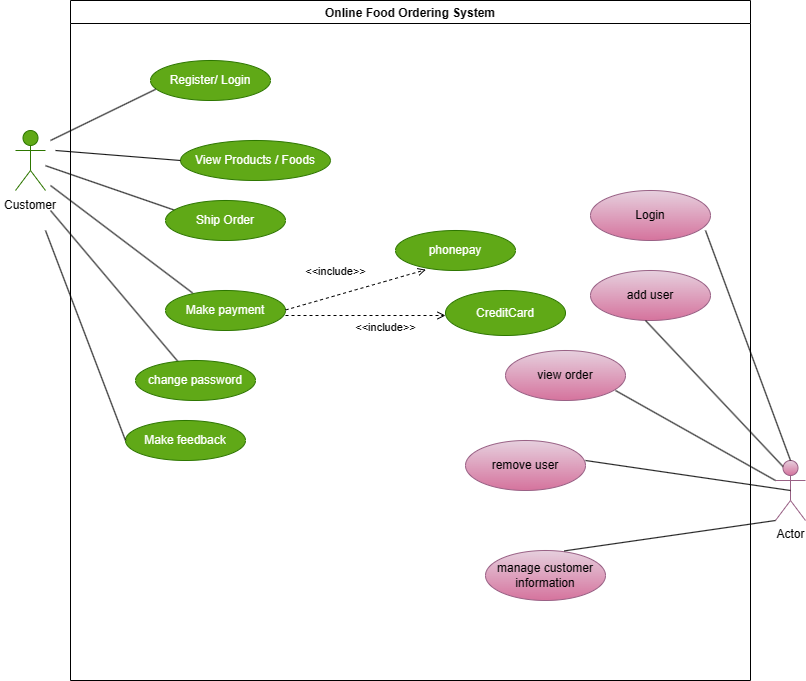 Online Food Ordering System
Register/ Login
View Products / Foods
Customer
Ship Order
Login
phonepay
<<include>>
add user
Make payment
CreditCard
<<include>>
change password
view order
Make feedback
remove user
Actor
manage customer
information